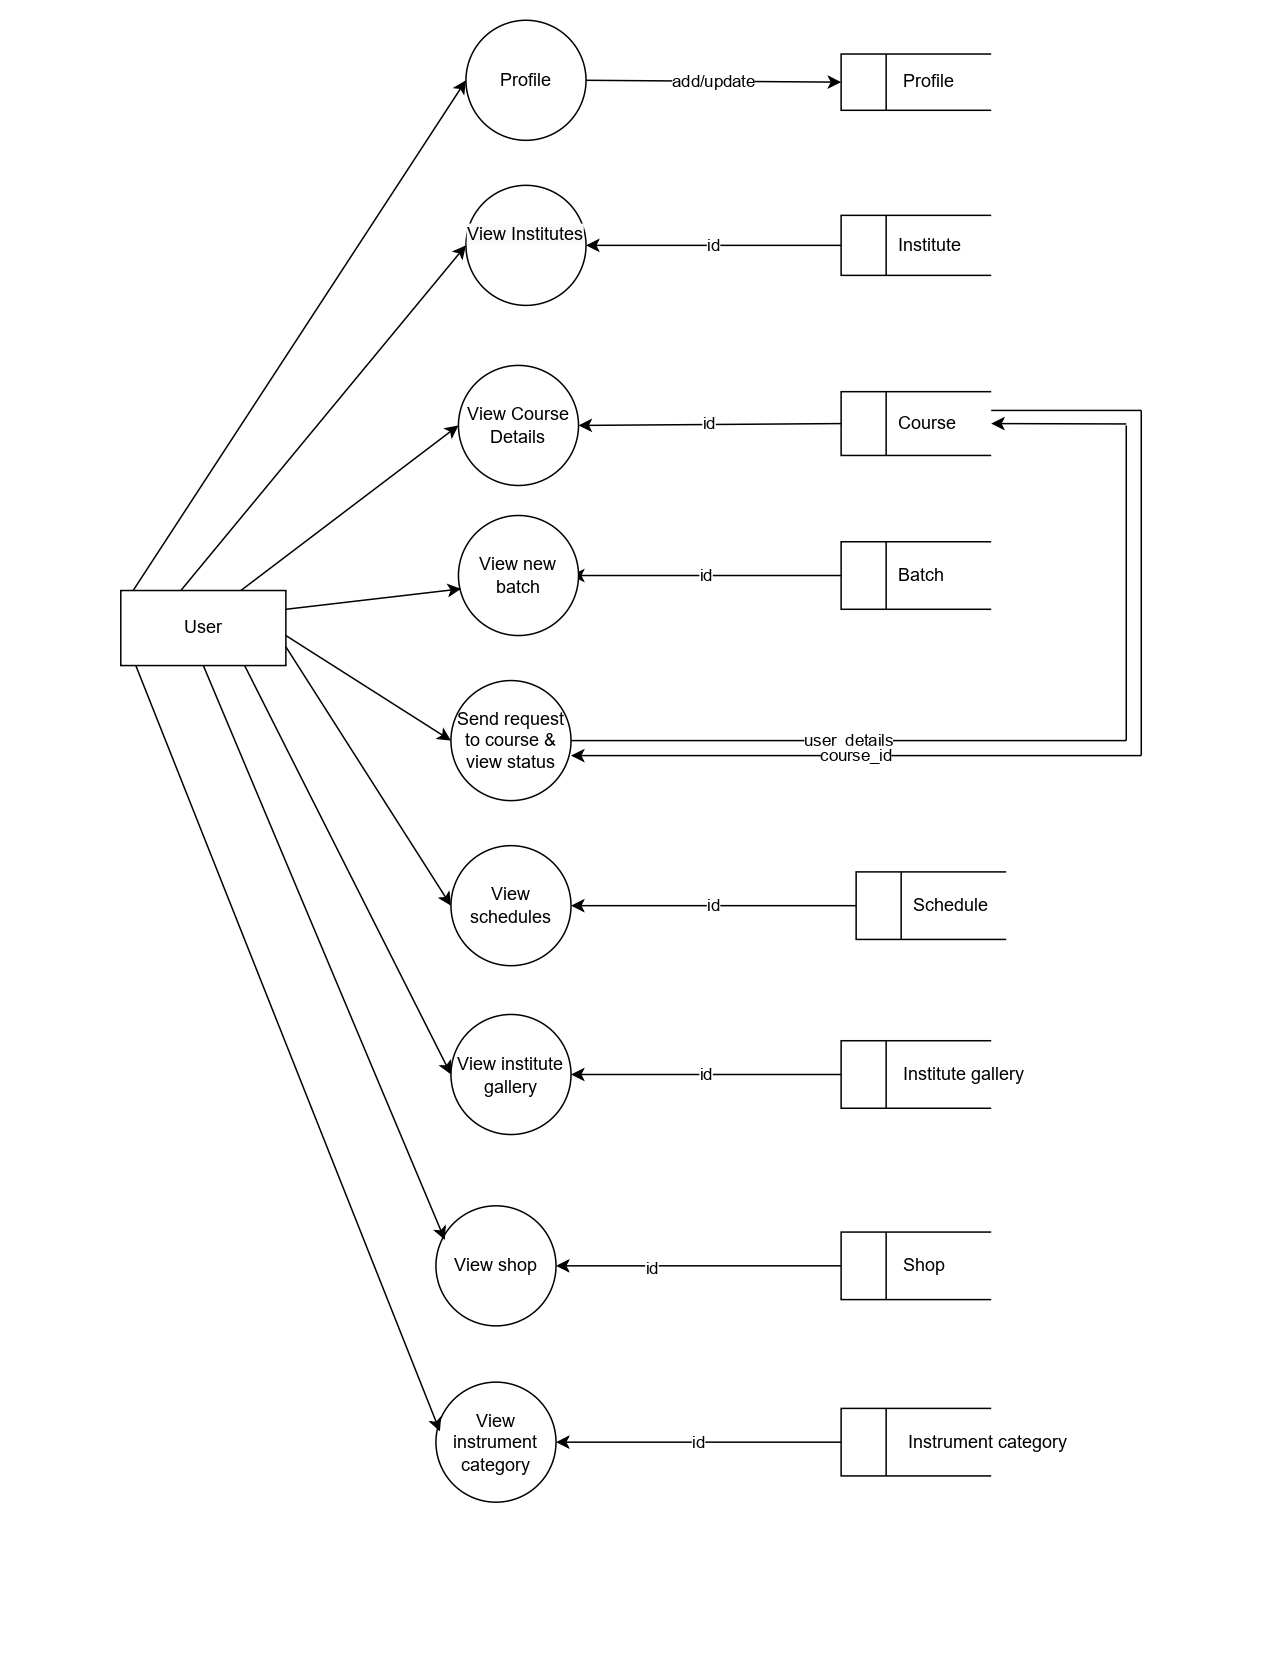 Profile
add/update
Profile
View Institutes
id
Institute
View Course
Details
id
Course
View new
batch
id
Batch
User
Send request
to course &
view status
user_details
course_id
View
schedules
id
Schedule
View institute
gallery
id
Institute gallery
View shop
id
Shop
View
instrument
category
id
Instrument category